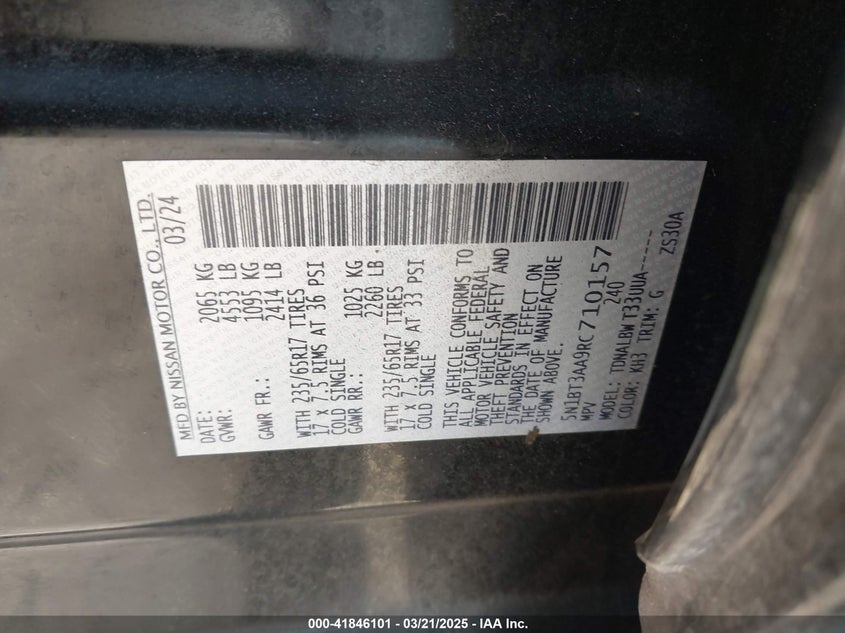 MFD BY NISSAN MOTOR CO., LTD.
DATE: 03/24
GVWR: 2065 KG
4553 LB
GAWR FR.: 1095 KG
2414 LB
WITH 235/65R17 TIRES
17 X 7.5 RIMS AT 36 PSI
COLD SINGLE
GAWR RR.: 1025 KG
2260 LB
WITH 235/65R17 TIRES
17 X 7.5 RIMS AT 33 PSI
COLD SINGLE
THIS VEHICLE CONFORMS TO
ALL APPLICABLE FEDERAL
MOTOR VEHICLE SAFETY AND
THEFT PREVENTION
STANDARDS IN EFFECT ON
THE DATE OF MANUFACTURE
SHOWN ABOVE.
5N1BT3AA9RC710157
MPV 240
MODEL: TDNALBW T33UUA-----
COLOR: KH3 TRIM: G ZS30A
000-41846101 - 03/21/2025 - IAA Inc.